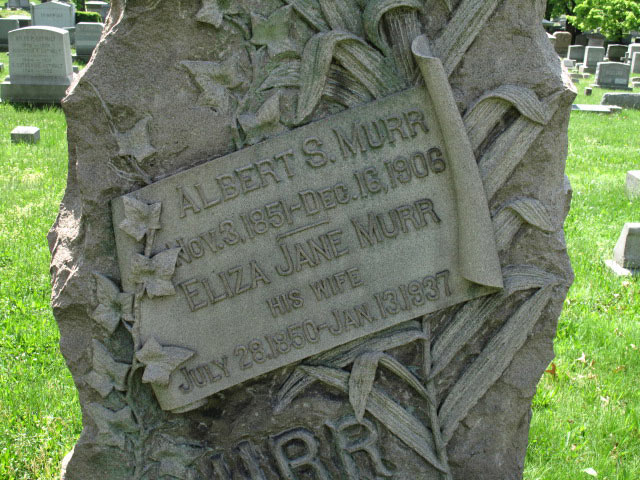 ALBERT S. MURR
NOV. 3, 1851-DEC. 16, 1906
ELIZA JANE MURR
HIS WIFE
JULY 28, 1850-JAN. 13, 1937
MURR